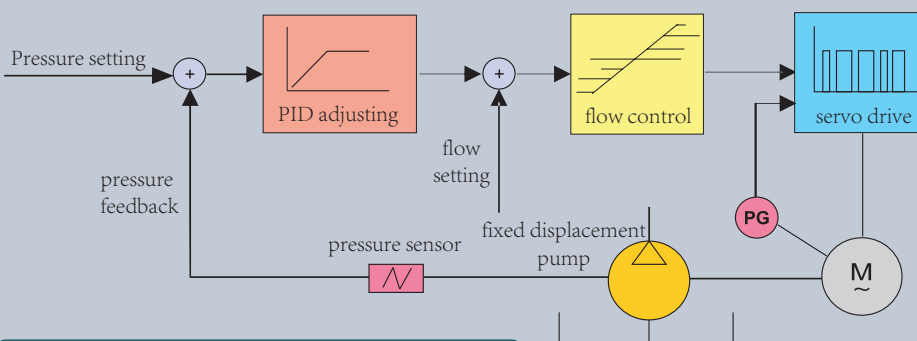 Pressure setting
+
PID adjusting
+
flow control
servo drive
flow
setting
pressure
feedback
PG
pressure sensor
fixed displacement
pump
M
~